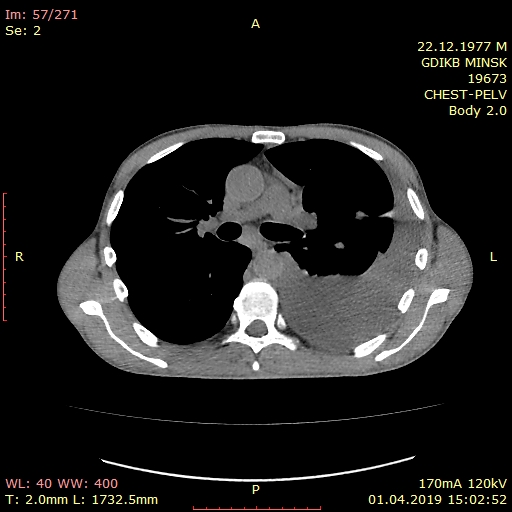 Im: 57/271
Se: 2
A
22.12.1977 M
GDIKB MINSK
19673
CHEST-PELV
Body 2.0
R
L
WL: 40 WW: 400
T: 2.0mm L: 1732.5mm
P
170mA 120kV
01.04.2019 15:02:52